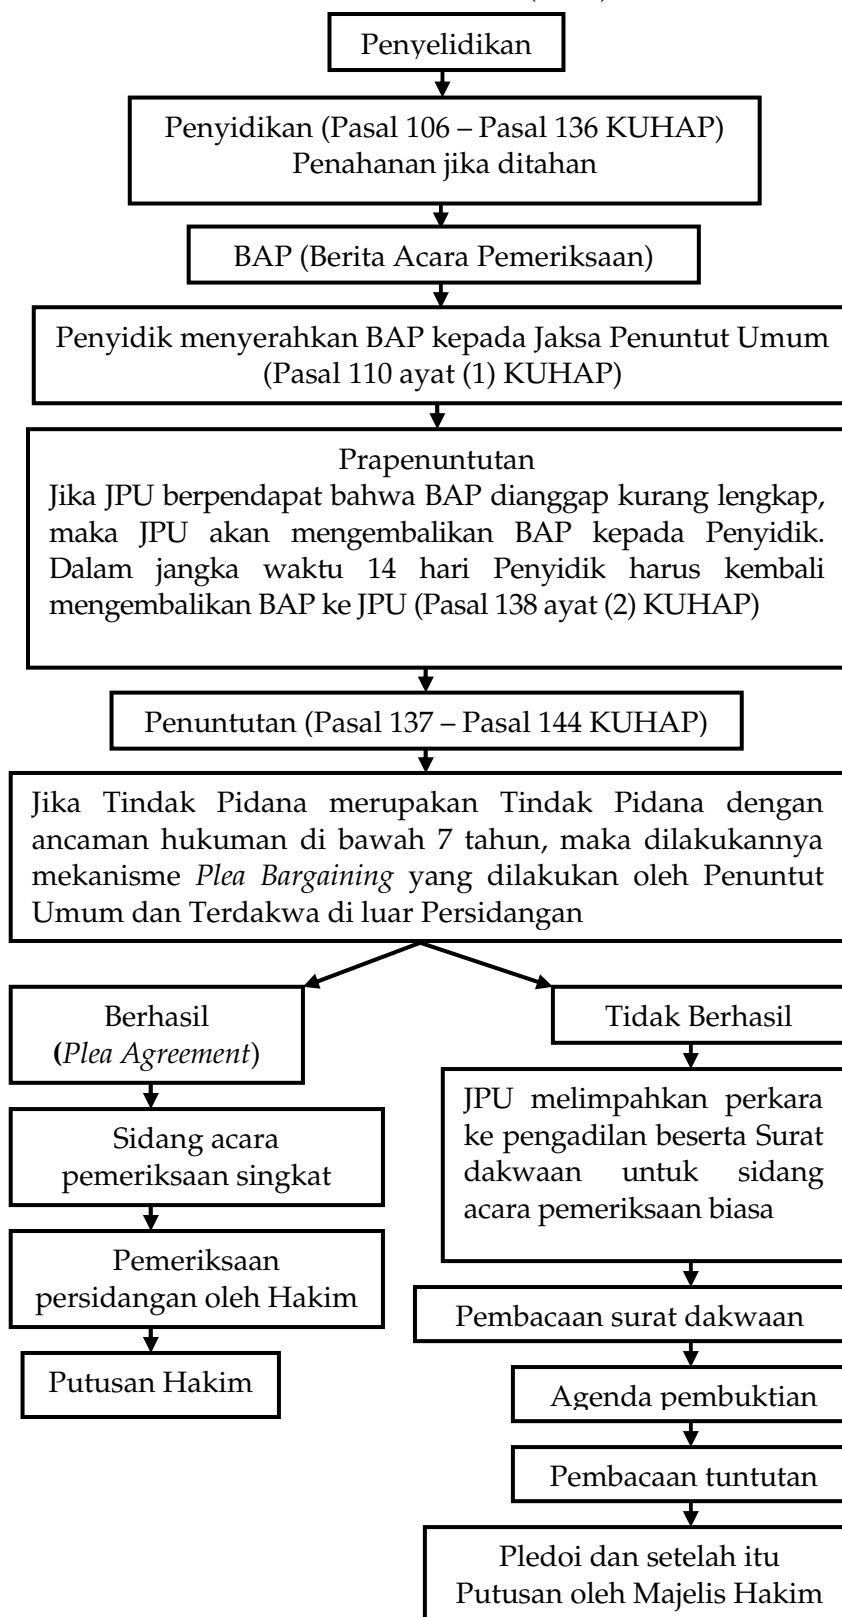 Penyelidikan
Penyidikan (Pasal 106 – Pasal 136 KUHAP)
Penahanan jika ditahan
BAP (Berita Acara Pemeriksaan)
Penyidik menyerahkan BAP kepada Jaksa Penuntut Umum
(Pasal 110 ayat (1) KUHAP)
Prapenuntutan
Jika JPU berpendapat bahwa BAP dianggap kurang lengkap,
maka JPU akan mengembalikan BAP kepada Penyidik.
Dalam jangka waktu 14 hari Penyidik harus kembali
mengembalikan BAP ke JPU (Pasal 138 ayat (2) KUHAP)
Penuntutan (Pasal 137 – Pasal 144 KUHAP)
Jika Tindak Pidana merupakan Tindak Pidana dengan
ancaman hukuman di bawah 7 tahun, maka dilakukannya
mekanisme Plea Bargaining yang dilakukan oleh Penuntut
Umum dan Terdakwa di luar Persidangan
Berhasil
(Plea Agreement)
Sidang acara
pemeriksaan singkat
Pemeriksaan
persidangan oleh Hakim
Putusan Hakim
Tidak Berhasil
JPU melimpahkan perkara
ke pengadilan beserta Surat
dakwaan untuk sidang
acara pemeriksaan biasa
Pembacaan surat dakwaan
Agenda pembuktian
Pembacaan tuntutan
Pledoi dan setelah itu
Putusan oleh Majelis Hakim